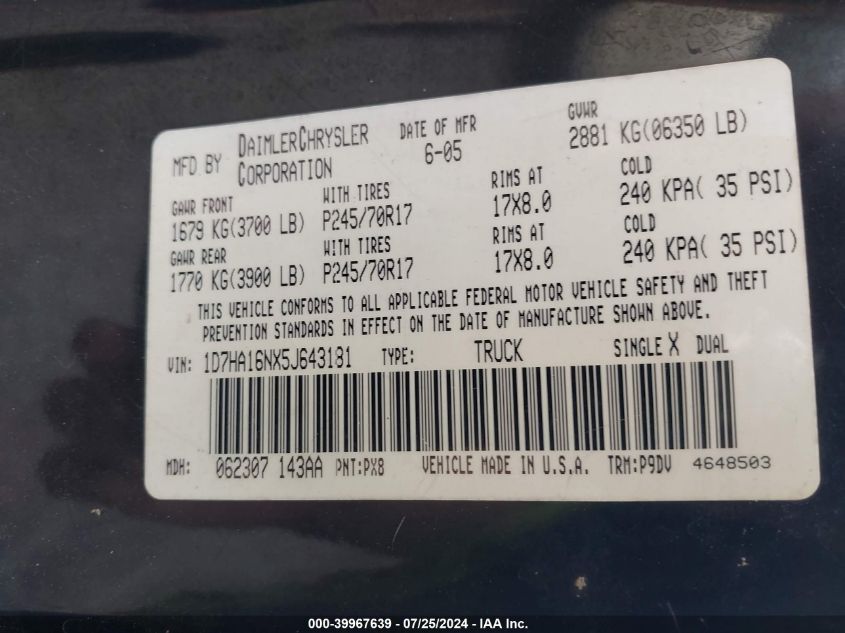 MFD BY DAIMLERCHRYSLER CORPORATION DATE OF MFR 6-05 GVWR 2881 KG(06350 LB)
GAWR FRONT WITH TIRES RIMS AT COLD
1679 KG(3700 LB) P245/70R17 17X8.0 240 KPA( 35 PSI)
GAWR REAR WITH TIRES RIMS AT COLD
1770 KG(3900 LB) P245/70R17 17X8.0 240 KPA( 35 PSI)
THIS VEHICLE CONFORMS TO ALL APPLICABLE FEDERAL MOTOR VEHICLE SAFETY AND THEFT
PREVENTION STANDARDS IN EFFECT ON THE DATE OF MANUFACTURE SHOWN ABOVE.
VIN: 1D7HA16NX5J643181 TYPE: TRUCK SINGLE X DUAL
MDH: 062307 143AA PNT:PX8 VEHICLE MADE IN U.S.A. TRM:P9DV 4648503
000-39967639 - 07/25/2024 - IAA Inc.